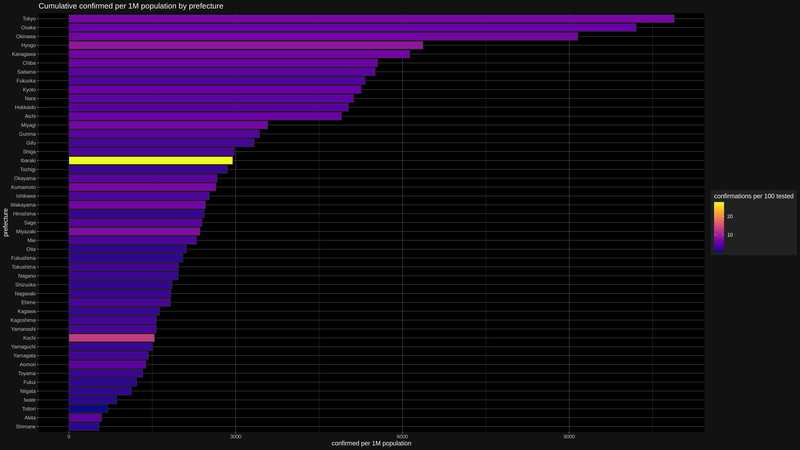 Cumulative confirmed per 1M population by prefecture
Tokyo
Osaka
Okinawa
Hyogo
Kanagawa
Chiba
Saitama
Fukuoka
Kyoto
Nara
Hokkaido
Aichi
Miyagi
Gunma
Gifu
Shiga
Ibaraki
Tochigi
Okayama
Kumamoto
Ishikawa
Wakayama
Hiroshima
Saga
Miyazaki
Mie
Oita
Fukushima
Tokushima
Nagano
Shizuoka
Nagasaki
Ehime
Kagawa
Kagoshima
Yamanashi
Kochi
Yamaguchi
Yamagata
Aomori
Toyama
Fukui
Niigata
Iwate
Tottori
Akita
Shimane
prefecture
0
3000
6000
9000
confirmed per 1M population
confirmations per 100 tested
20
10